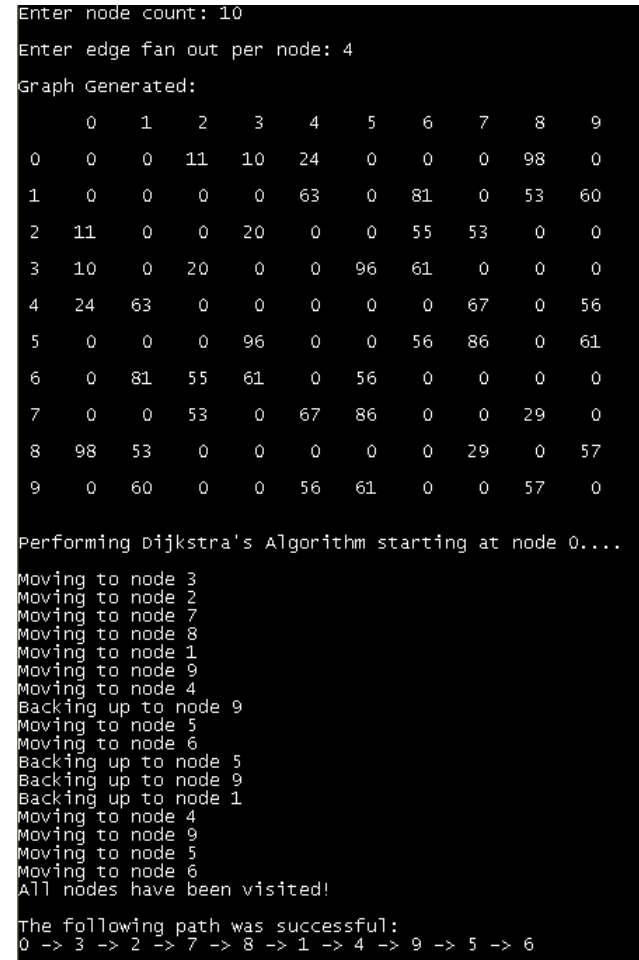 Enter node count: 10
Enter edge fan out per node: 4
Graph Generated:
0 1 2 3 4 5 6 7 8 9
0 0 0 11 10 24 0 0 0 98 0
1 0 0 0 0 63 0 81 0 53 60
2 11 0 0 20 0 0 55 53 0 0
3 10 0 20 0 0 96 61 0 0 0
4 24 63 0 0 0 0 0 67 0 56
5 0 0 0 96 0 0 56 86 0 61
6 0 81 55 61 0 56 0 0 0 0
7 0 0 53 0 67 86 0 0 29 0
8 98 53 0 0 0 0 0 29 0 57
9 0 60 0 0 56 61 0 0 57 0
Performing Dijkstra's Algorithm starting at node 0....
Moving to node 3
Moving to node 2
Moving to node 7
Moving to node 8
Moving to node 1
Moving to node 9
Moving to node 4
Backing up to node 9
Moving to node 5
Moving to node 6
Backing up to node 5
Backing up to node 9
Backing up to node 1
Moving to node 4
Moving to node 9
Moving to node 5
Moving to node 6
All nodes have been visited!
The following path was successful:
0 -> 3 -> 2 -> 7 -> 8 -> 1 -> 4 -> 9 -> 5 -> 6